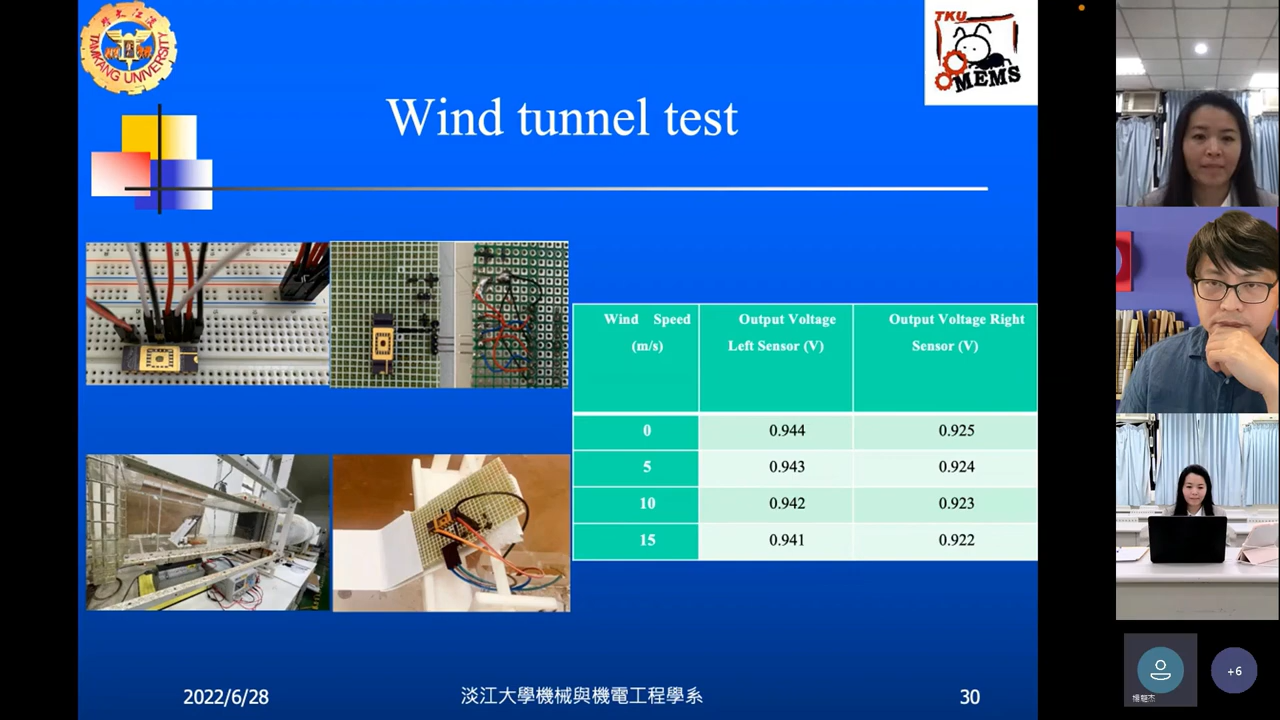 TAMKANG UNIVERSITY
TKU
MEMS
Wind tunnel test
Wind Speed (m/s)
Output Voltage Left Sensor (V)
Output Voltage Right Sensor (V)
0 0.944 0.925
5 0.943 0.924
10 0.942 0.923
15 0.941 0.922
2022/6/28
淡江大學機械與機電工程學系
30
+6